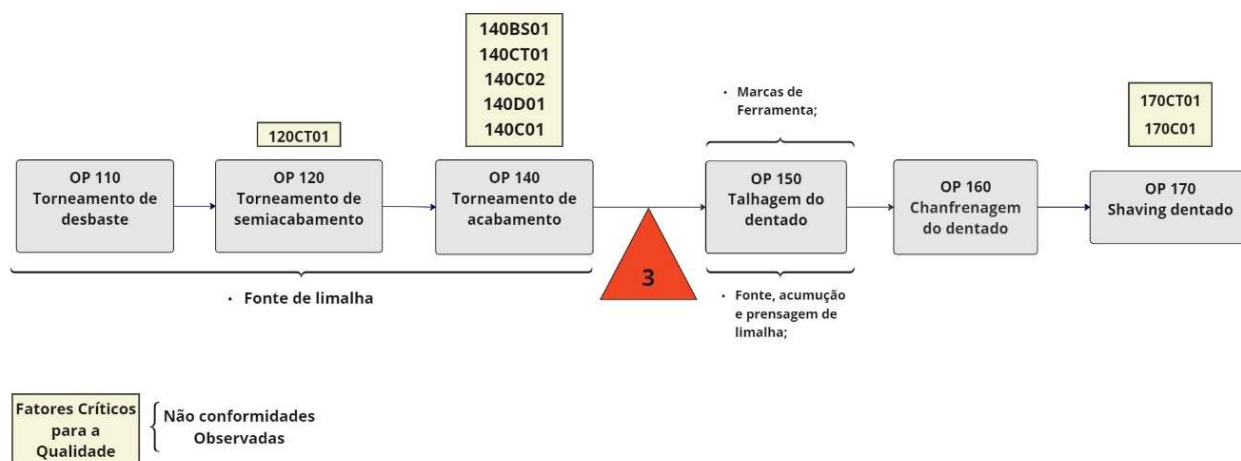 140BS01
140CT01
140C02
140D01
140C01
120CT01
OP 110
Torneamento de
desbaste
OP 120
Torneamento de
semiacabamento
OP 140
Torneamento de
acabamento
• Fonte de limalha
3
• Marcas de
Ferramenta;
OP 150
Talhagem do
dentado
• Fonte, acumução
e prensagem de
limalha;
OP 160
Chanfrenagem
do dentado
170CT01
170C01
OP 170
Shaving dentado
Fatores Críticos
para a
Qualidade
Não conformidades
Observadas